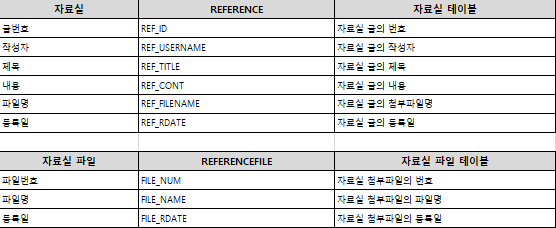 자료실 REFERENCE 자료실 테이블
글번호 REF_ID 자료실 글의 번호
작성자 REF_USERNAME 자료실 글의 작성자
제목 REF_TITLE 자료실 글의 제목
내용 REF_CONT 자료실 글의 내용
파일명 REF_FILENAME 자료실 글의 첨부파일명
등록일 REF_RDATE 자료실 글의 등록일
자료실 파일 REFERENCEFILE 자료실 파일 테이블
파일번호 FILE_NUM 자료실 첨부파일의 번호
파일명 FILE_NAME 자료실 첨부파일의 파일명
등록일 FILE_RDATE 자료실 첨부파일의 등록일